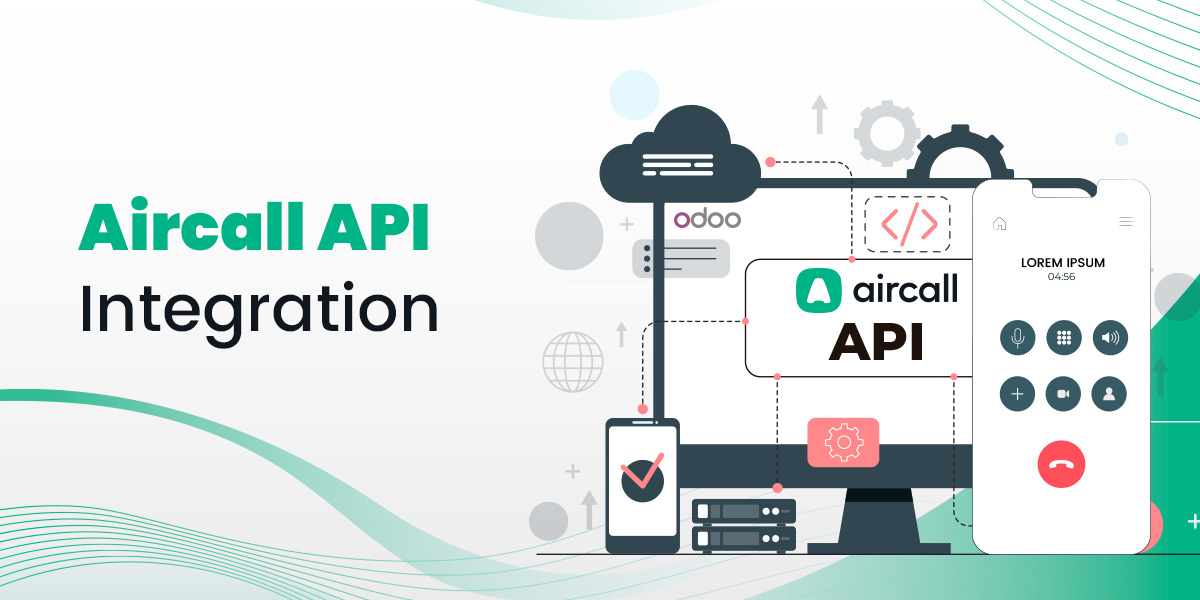 Aircall API
Integration
odoo
</>
aircall
API
LOREM IPSUM
04:56